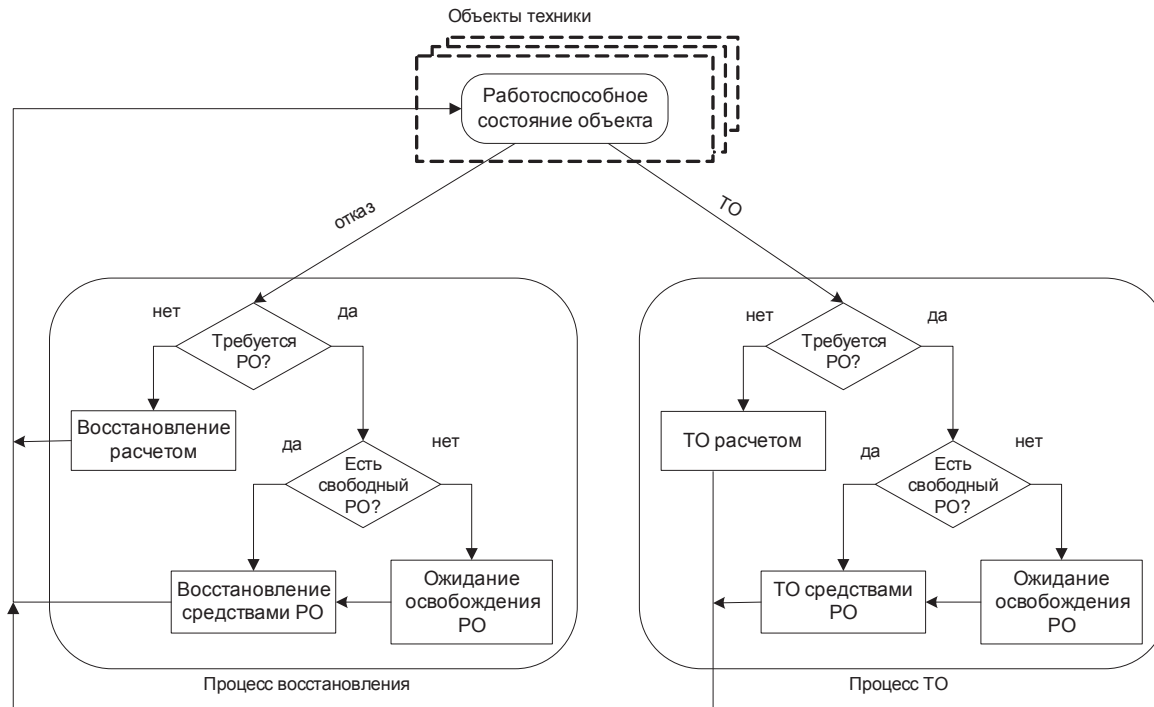 Объекты техники
Работоспособное
состояние объекта
отказ
ТО
нет
да
Требуется
РО?
Восстановление
расчетом
да
нет
Есть
свободный
РО?
Восстановление
средствами РО
Ожидание
освобождения
РО
Процесс восстановления
нет
да
Требуется
РО?
ТО расчетом
да
нет
Есть
свободный
РО?
ТО средствами
РО
Ожидание
освобождения
РО
Процесс ТО